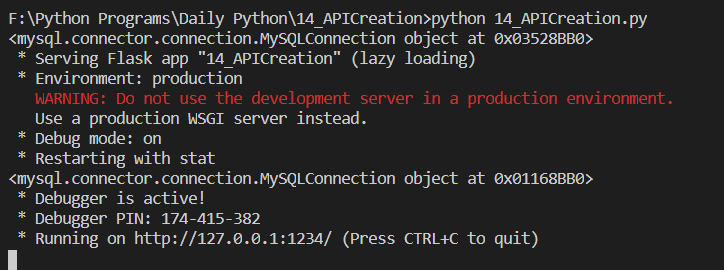 F:\Python Programs\Daily Python\14_APICreation>python 14_APICreation.py
<mysql.connector.connection.MySQLConnection object at 0x03528BB0>
 * Serving Flask app "14_APICreation" (lazy loading)
 * Environment: production
   WARNING: Do not use the development server in a production environment.
   Use a production WSGI server instead.
 * Debug mode: on
 * Restarting with stat
<mysql.connector.connection.MySQLConnection object at 0x01168BB0>
 * Debugger is active!
 * Debugger PIN: 174-415-382
 * Running on http://127.0.0.1:1234/ (Press CTRL+C to quit)